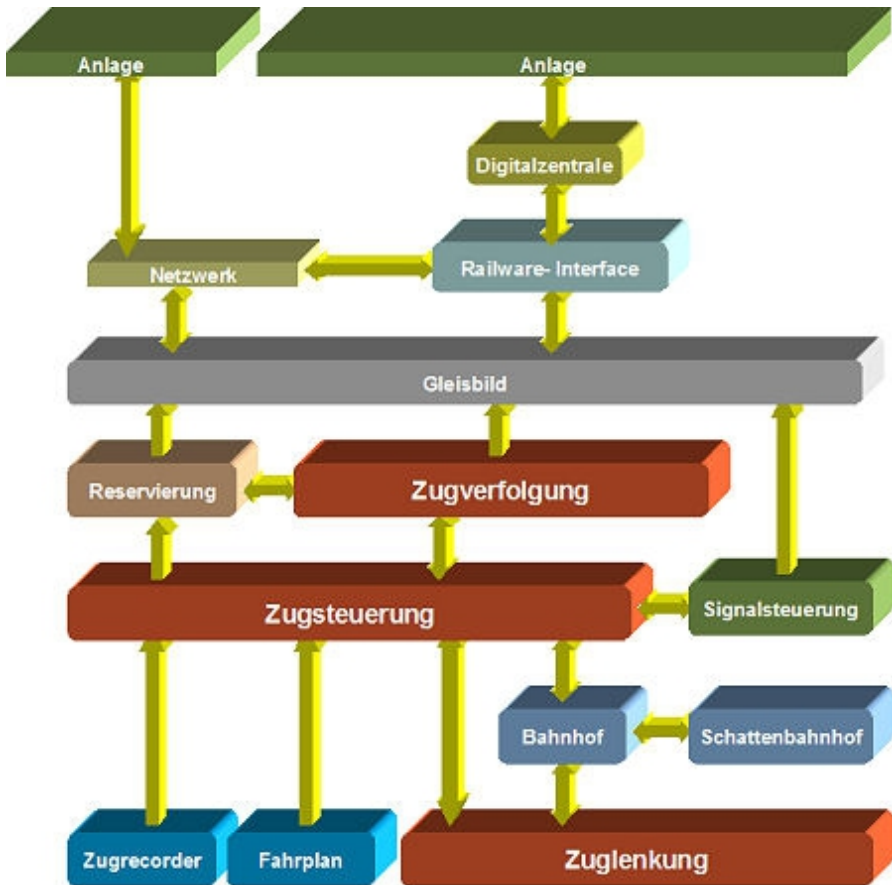 Anlage
Anlage
Digitalzentrale
Netzwerk
Railware- Interface
Gleisbild
Reservierung
Zugverfolgung
Zugsteuerung
Signalsteuerung
Bahnhof
Schattenbahnhof
Zugrecorder
Fahrplan
Zuglenkung